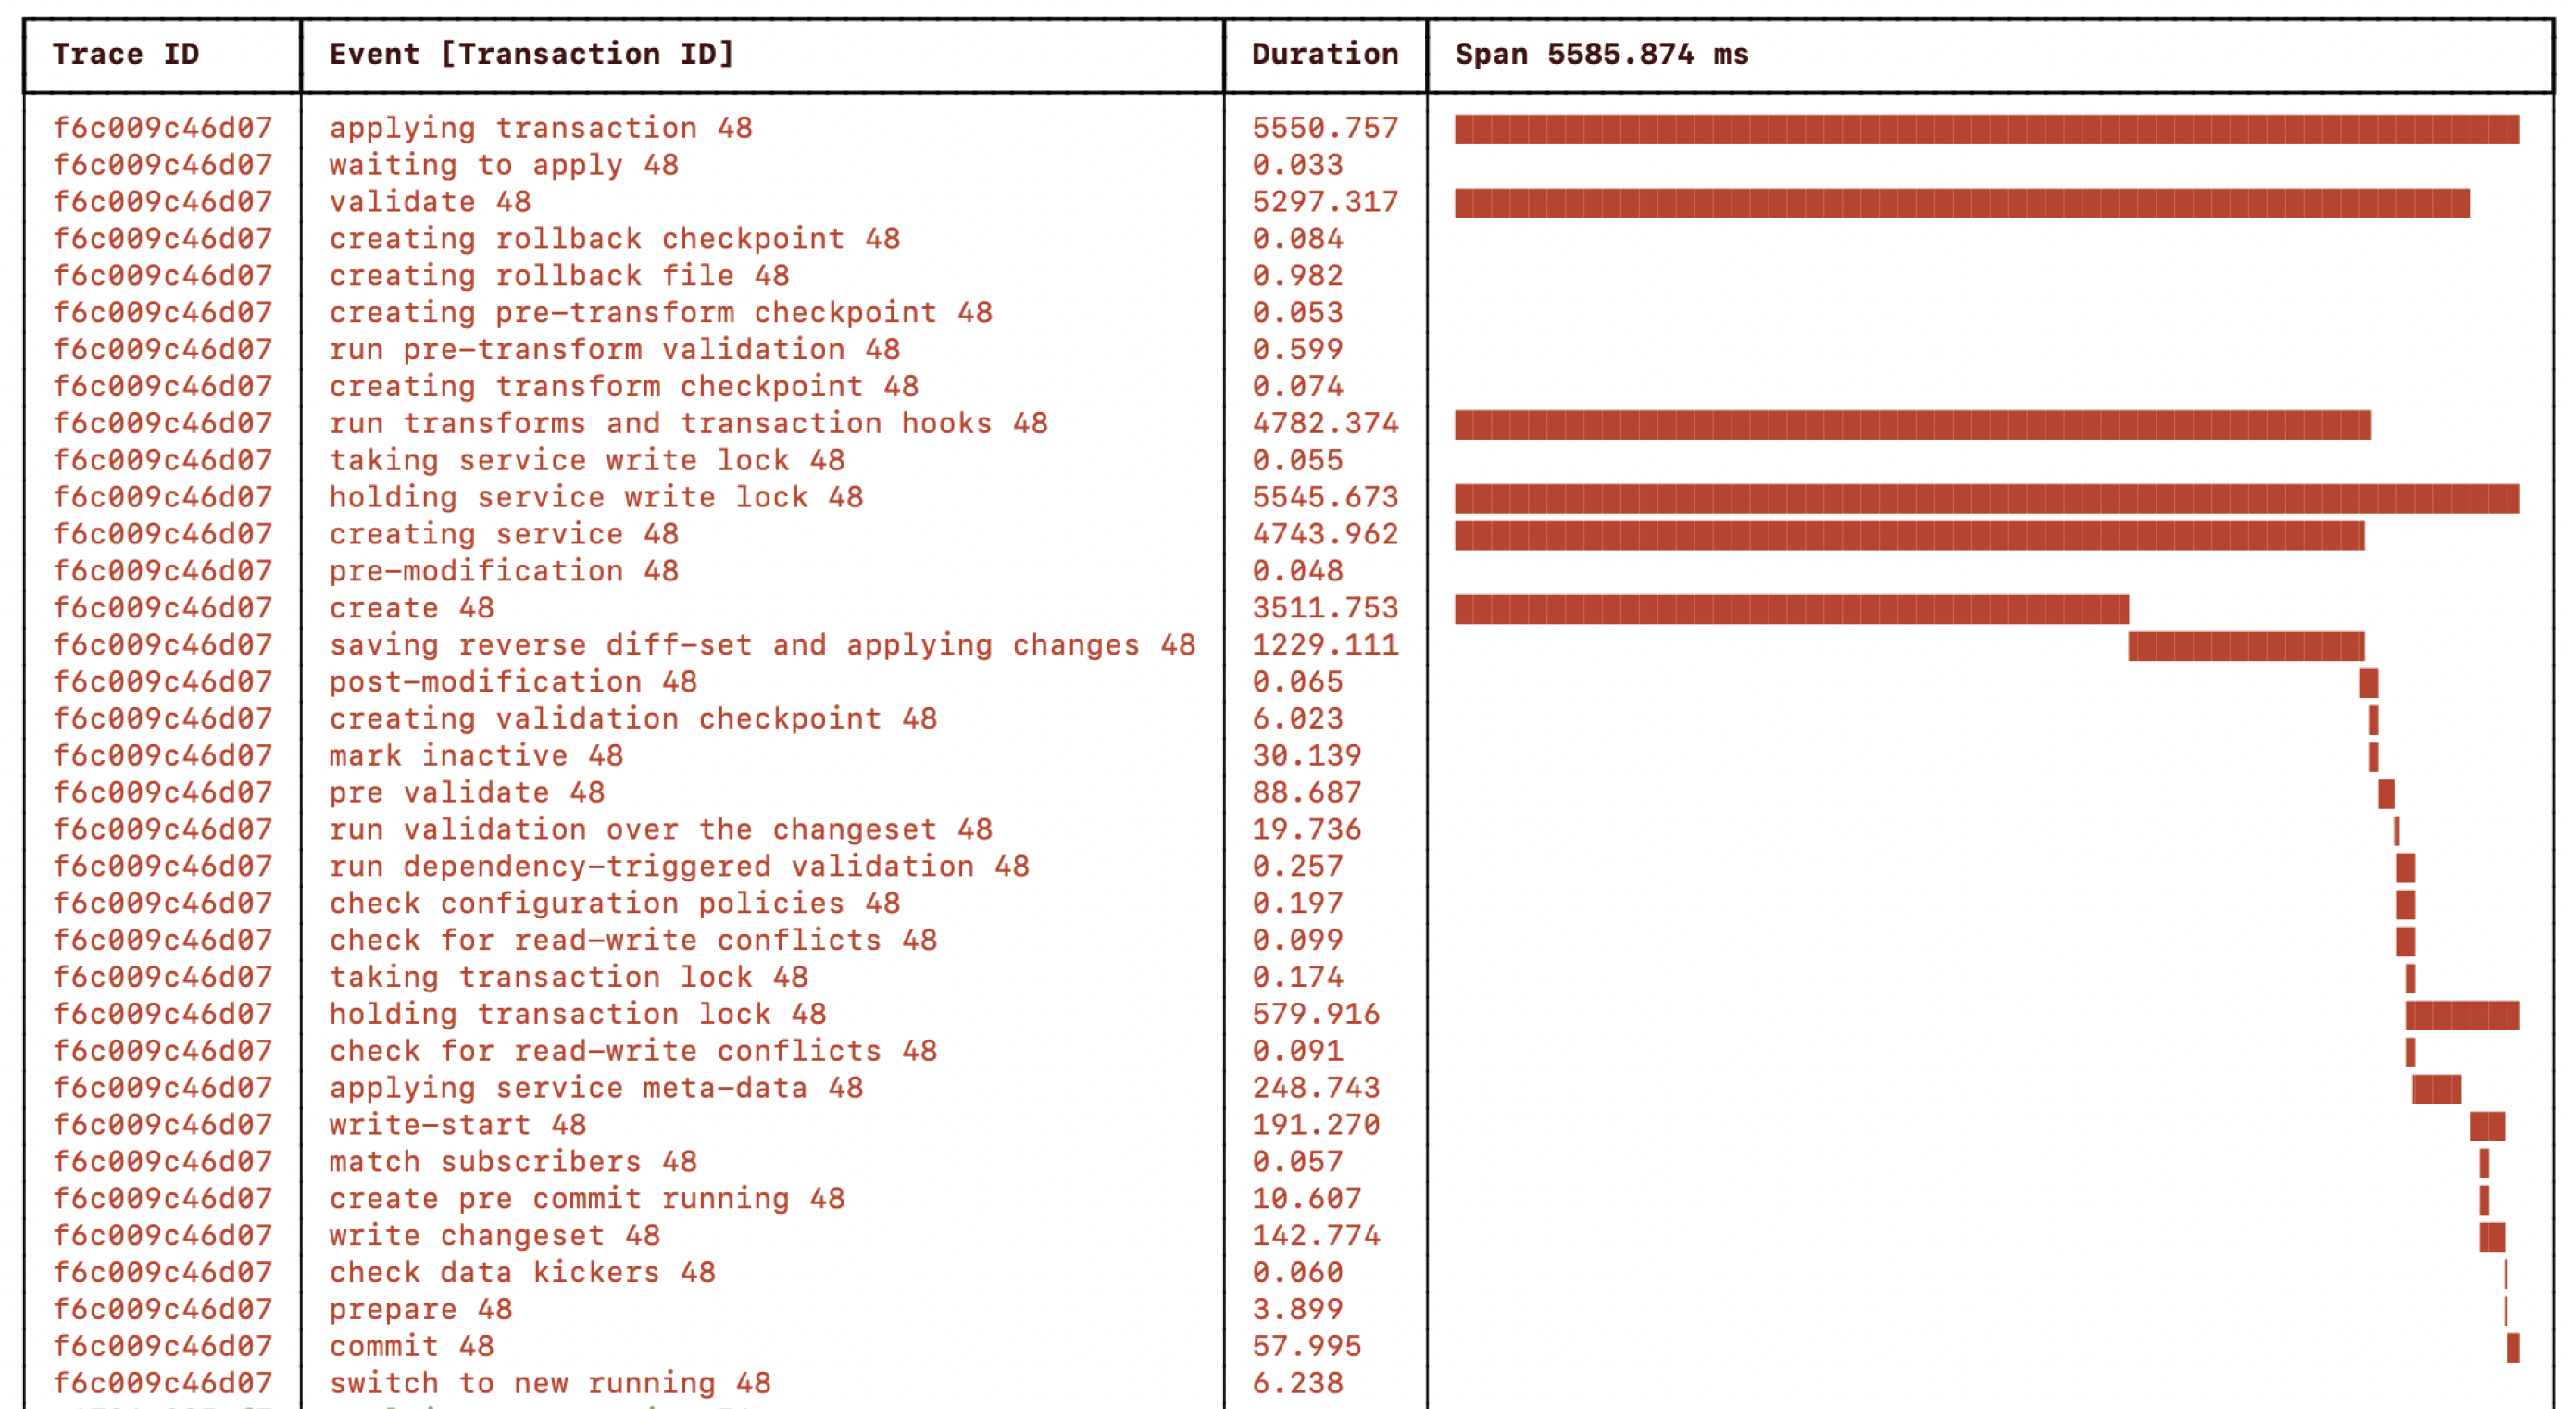 Trace ID Event [Transaction ID] Duration Span 5585.874 ms
f6c009c46d07 applying transaction 48 5550.757
f6c009c46d07 waiting to apply 48 0.033
f6c009c46d07 validate 48 5297.317
f6c009c46d07 creating rollback checkpoint 48 0.084
f6c009c46d07 creating rollback file 48 0.982
f6c009c46d07 creating pre-transform checkpoint 48 0.053
f6c009c46d07 run pre-transform validation 48 0.599
f6c009c46d07 creating transform checkpoint 48 0.074
f6c009c46d07 run transforms and transaction hooks 48 4782.374
f6c009c46d07 taking service write lock 48 0.055
f6c009c46d07 holding service write lock 48 5545.673
f6c009c46d07 creating service 48 4743.962
f6c009c46d07 pre-modification 48 0.048
f6c009c46d07 create 48 3511.753
f6c009c46d07 saving reverse diff-set and applying changes 48 1229.111
f6c009c46d07 post-modification 48 0.065
f6c009c46d07 creating validation checkpoint 48 6.023
f6c009c46d07 mark inactive 48 30.139
f6c009c46d07 pre validate 48 88.687
f6c009c46d07 run validation over the changeset 48 19.736
f6c009c46d07 run dependency-triggered validation 48 0.257
f6c009c46d07 check configuration policies 48 0.197
f6c009c46d07 check for read-write conflicts 48 0.099
f6c009c46d07 taking transaction lock 48 0.174
f6c009c46d07 holding transaction lock 48 579.916
f6c009c46d07 check for read-write conflicts 48 0.091
f6c009c46d07 applying service meta-data 48 248.743
f6c009c46d07 write-start 48 191.270
f6c009c46d07 match subscribers 48 0.057
f6c009c46d07 create pre commit running 48 10.607
f6c009c46d07 write changeset 48 142.774
f6c009c46d07 check data kickers 48 0.060
f6c009c46d07 prepare 48 3.899
f6c009c46d07 commit 48 57.995
f6c009c46d07 switch to new running 48 6.238